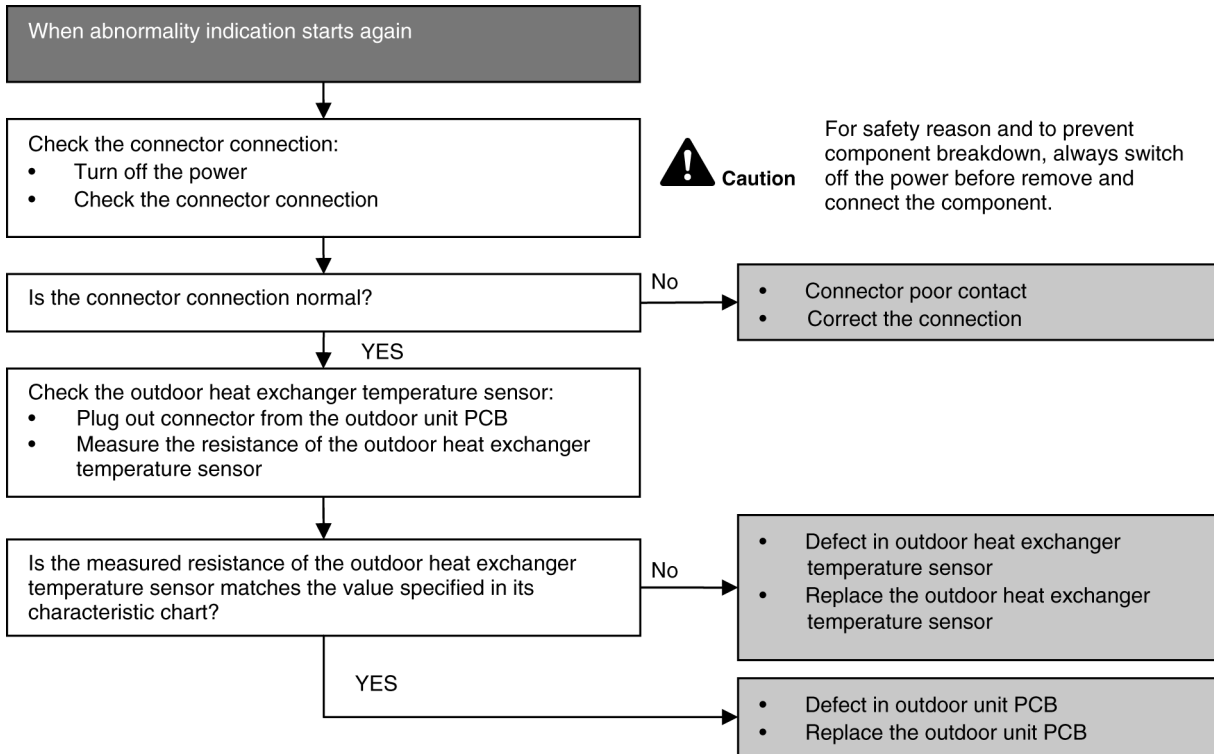 When abnormality indication starts again
Check the connector connection:
• Turn off the power
• Check the connector connection
Caution
For safety reason and to prevent
component breakdown, always switch
off the power before remove and
connect the component.
Is the connector connection normal?
No
• Connector poor contact
• Correct the connection
YES
Check the outdoor heat exchanger temperature sensor:
• Plug out connector from the outdoor unit PCB
• Measure the resistance of the outdoor heat exchanger
temperature sensor
Is the measured resistance of the outdoor heat exchanger
temperature sensor matches the value specified in its
characteristic chart?
No
• Defect in outdoor heat exchanger
temperature sensor
• Replace the outdoor heat exchanger
temperature sensor
YES
• Defect in outdoor unit PCB
• Replace the outdoor unit PCB